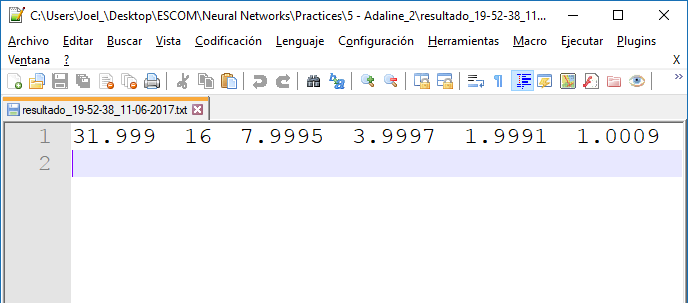 C:\Users\Joel_\Desktop\ESCOM\Neural Networks\Practices\5 - Adaline_2\resultado_19-52-38_11...
Archivo Editar Buscar Vista Codificación Lenguaje Configuración Herramientas Macro Ejecutar Plugins
Ventana ? X
resultado_19-52-38_11-06-2017.txt
1 31.999 16 7.9995 3.9997 1.9991 1.0009
2